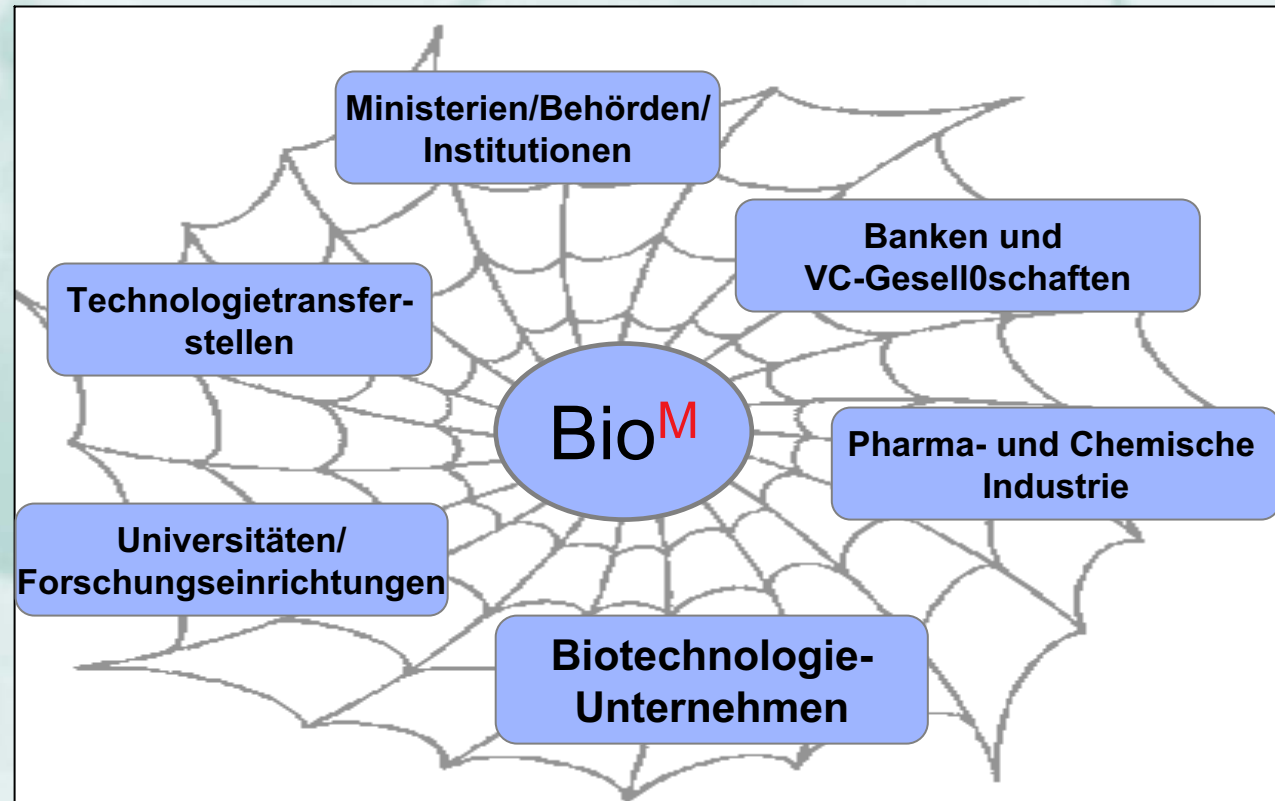 Ministerien/Behörden/
Institutionen
Banken und
VC-Gesell0schaften
Technologietransfer-
stellen
BioM
Pharma- und Chemische
Industrie
Universitäten/
Forschungseinrichtungen
Biotechnologie-
Unternehmen